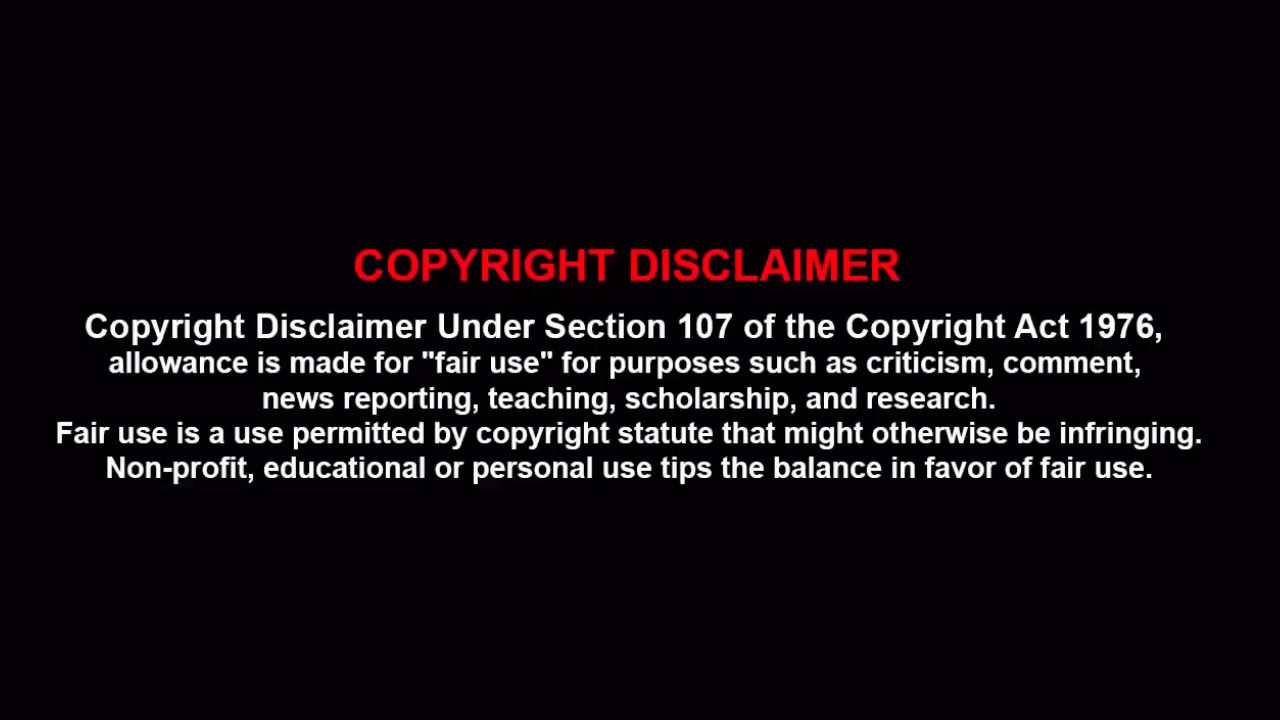 COPYRIGHT DISCLAIMER
Copyright Disclaimer Under Section 107 of the Copyright Act 1976,
allowance is made for "fair use" for purposes such as criticism, comment,
news reporting, teaching, scholarship, and research.
Fair use is a use permitted by copyright statute that might otherwise be infringing.
Non-profit, educational or personal use tips the balance in favor of fair use.